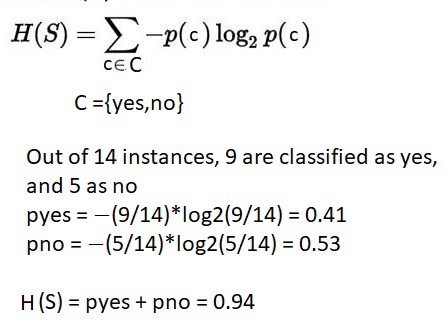 H(S) = ∑ −p(c) log₂ p(c)
c∈C
C ={yes,no}
Out of 14 instances, 9 are classified as yes,
and 5 as no
pyes = −(9/14)*log2(9/14) = 0.41
pno = −(5/14)*log2(5/14) = 0.53
H(S) = pyes + pno = 0.94